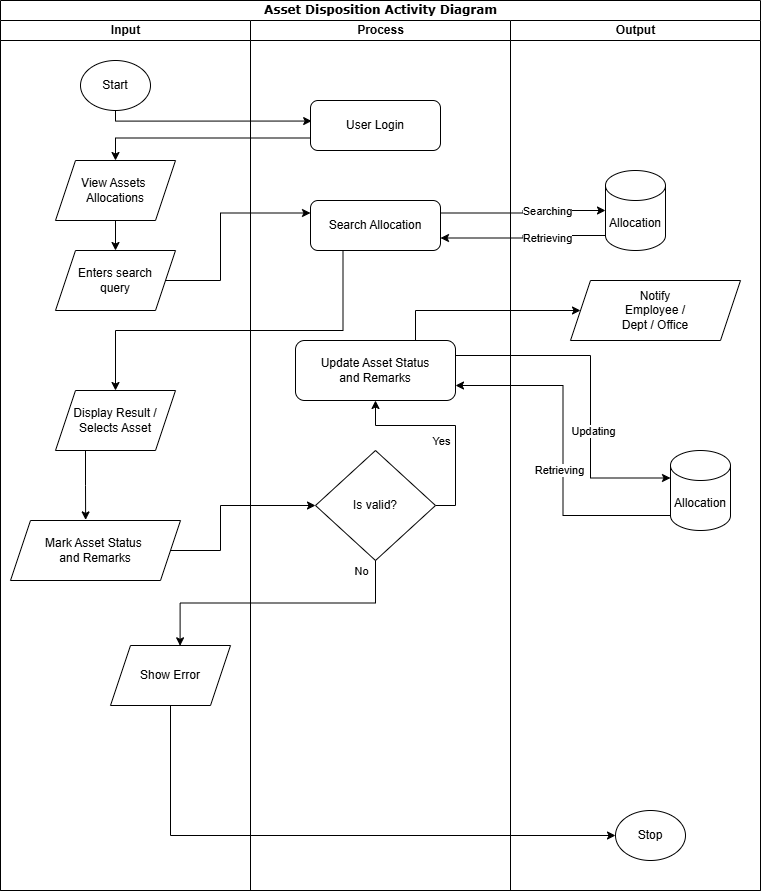 Asset Disposition Activity Diagram
Input
Process
Output
Start
User Login
View Assets
Allocations
Search Allocation
Searching
Retrieving
Allocation
Enters search
query
Notify
Employee /
Dept / Office
Update Asset Status
and Remarks
Display Result /
Selects Asset
Yes
Updating
Retrieving
Allocation
Is valid?
Mark Asset Status
and Remarks
No
Show Error
Stop